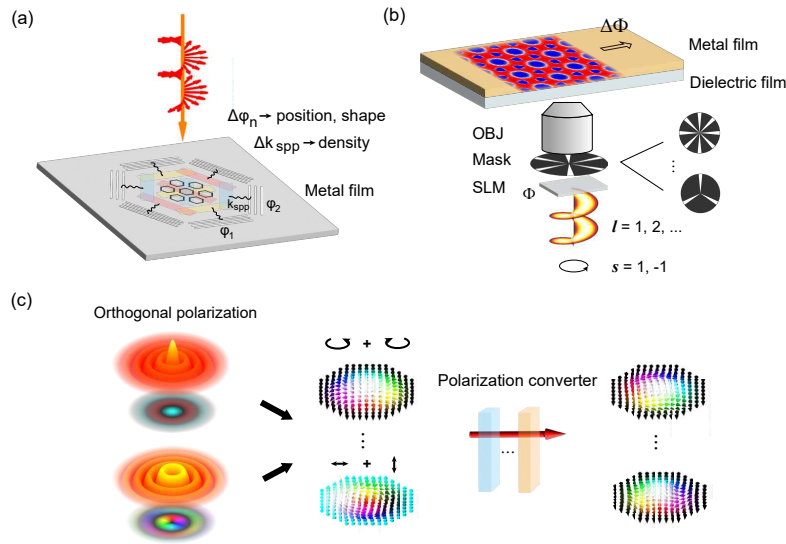 (a)
Δφn→ position, shape
Δkspp→ density
Metal film
kspp
φ2
φ1
(b)
ΔΦ
Metal film
Dielectric film
OBJ
Mask
SLM
Φ
l = 1, 2, ...
s = 1, -1
(c)
Orthogonal polarization
+
Polarization converter
+